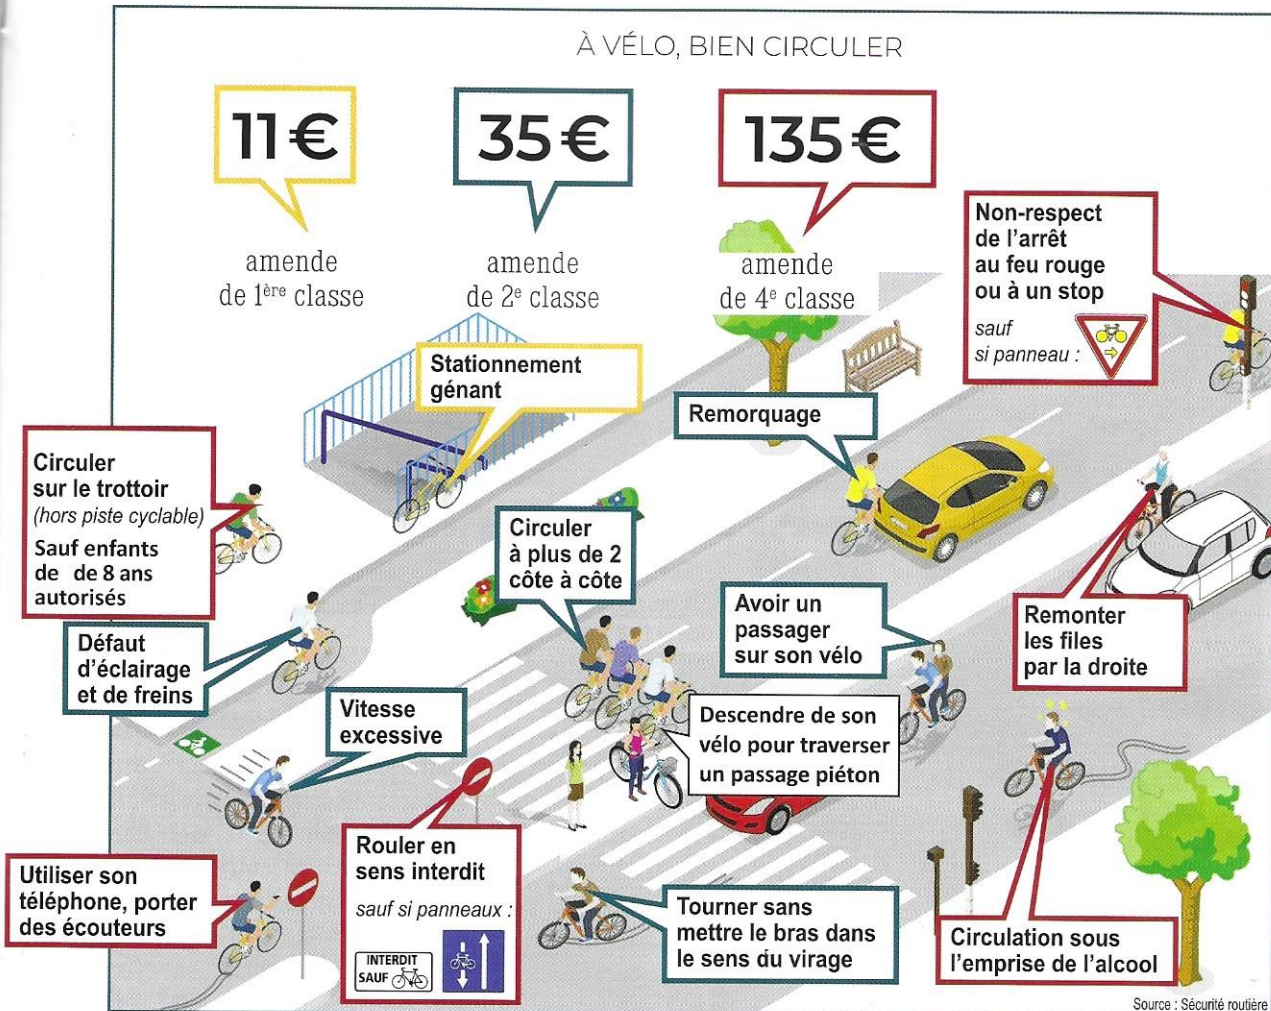 À VÉLO, BIEN CIRCULER
11 €
35 €
135 €
amende
de 1ère classe
amende
de 2e classe
amende
de 4e classe
Non-respect
de l'arrêt
au feu rouge
ou à un stop
sauf
si panneau :
Stationnement
génant
Remorquage
Circuler
sur le trottoir
(hors piste cyclable)
Sauf enfants
de de 8 ans
autorisés
Circuler
à plus de 2
côte à côte
Défaut
d'éclairage
et de freins
Avoir un
passager
sur son vélo
Remonter
les files
par la droite
Vitesse
excessive
Descendre de son
vélo pour traverser
un passage piéton
Utiliser son
téléphone, porter
des écouteurs
Rouler en
sens interdit
sauf si panneaux :
INTERDIT
SAUF
Tourner sans
mettre le bras dans
le sens du virage
Circulation sous
l'emprise de l'alcool
Source : Sécurité routière